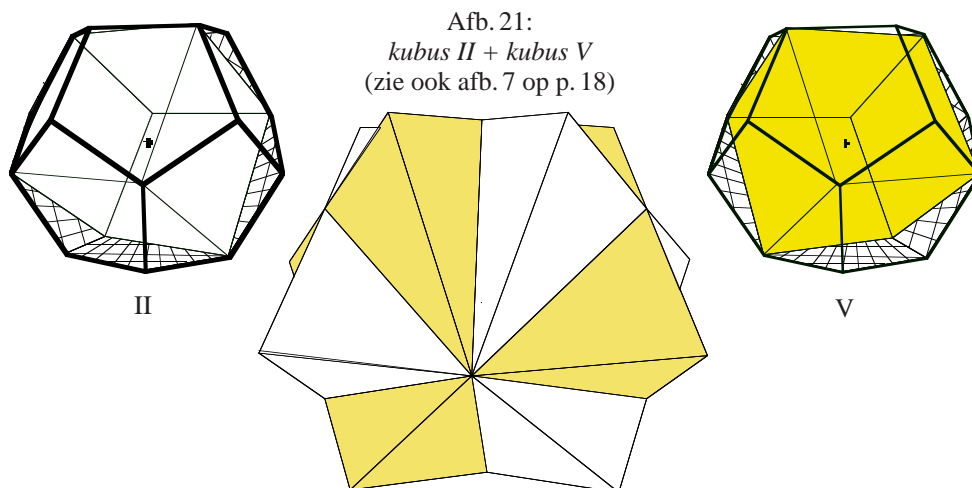 Afb. 21:
kubus II + kubus V
(zie ook afb. 7 op p. 18)
II
V